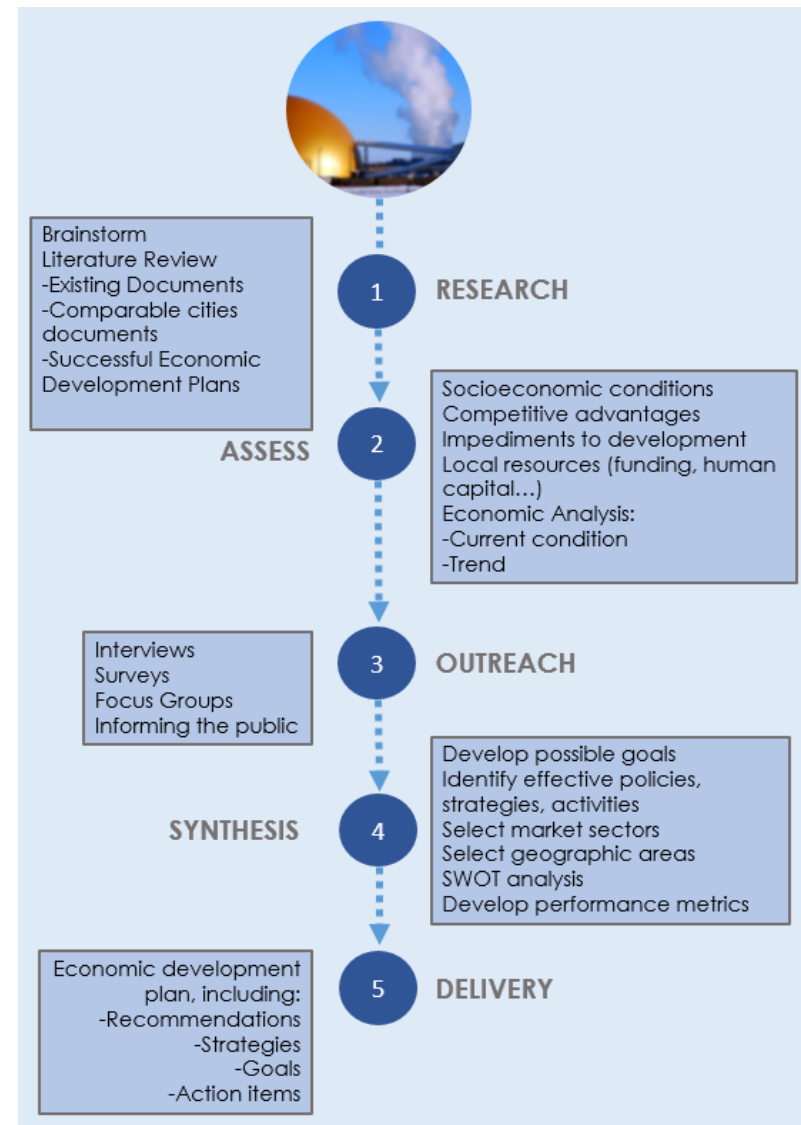 Brainstorm
Literature Review
-Existing Documents
-Comparable cities
documents
-Successful Economic
Development Plans
1
RESEARCH
ASSESS
2
Socioeconomic conditions
Competitive advantages
Impediments to development
Local resources (funding, human
capital...)
Economic Analysis:
-Current condition
-Trend
Interviews
Surveys
Focus Groups
Informing the public
3
OUTREACH
SYNTHESIS
4
Develop possible goals
Identify effective policies,
strategies, activities
Select market sectors
Select geographic areas
SWOT analysis
Develop performance metrics
Economic development
plan, including:
-Recommendations
-Strategies
-Goals
-Action items
5
DELIVERY